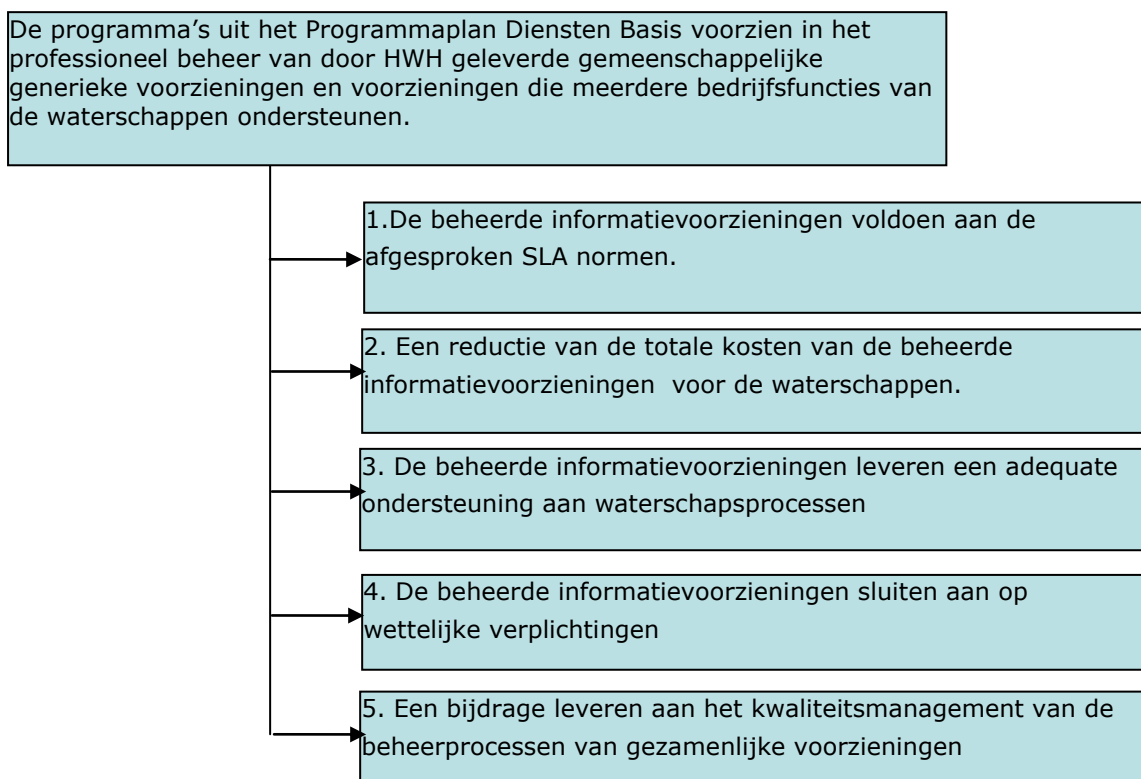 De programma's uit het Programmaplan Diensten Basis voorzien in het
professioneel beheer van door HWH geleverde gemeenschappelijke
generieke voorzieningen en voorzieningen die meerdere bedrijfsfuncties van
de waterschappen ondersteunen.
1.De beheerde informatievoorzieningen voldoen aan de
afgesproken SLA normen.
2. Een reductie van de totale kosten van de beheerde
informatievoorzieningen  voor de waterschappen.
3. De beheerde informatievoorzieningen leveren een adequate
ondersteuning aan waterschapsprocessen
4. De beheerde informatievoorzieningen sluiten aan op
wettelijke verplichtingen
5. Een bijdrage leveren aan het kwaliteitsmanagement van de
beheerprocessen van gezamenlijke voorzieningen